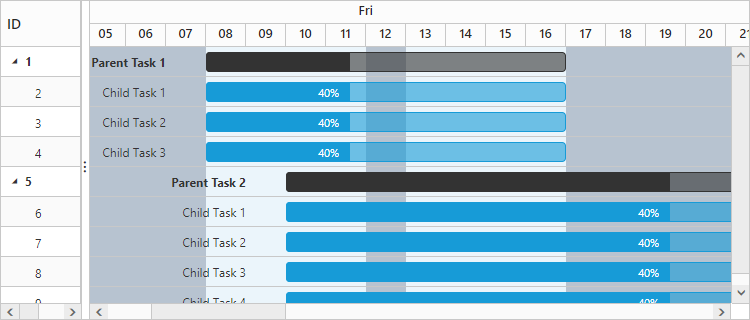 ID
Fri
05 06 07 08 09 10 11 12 13 14 15 16 17 18 19 20
1 Parent Task 1
2 Child Task 1 40%
3 Child Task 2 40%
4 Child Task 3 40%
5 Parent Task 2
6 Child Task 1 40%
7 Child Task 2 40%
8 Child Task 3 40%
9 Child Task 4 40%